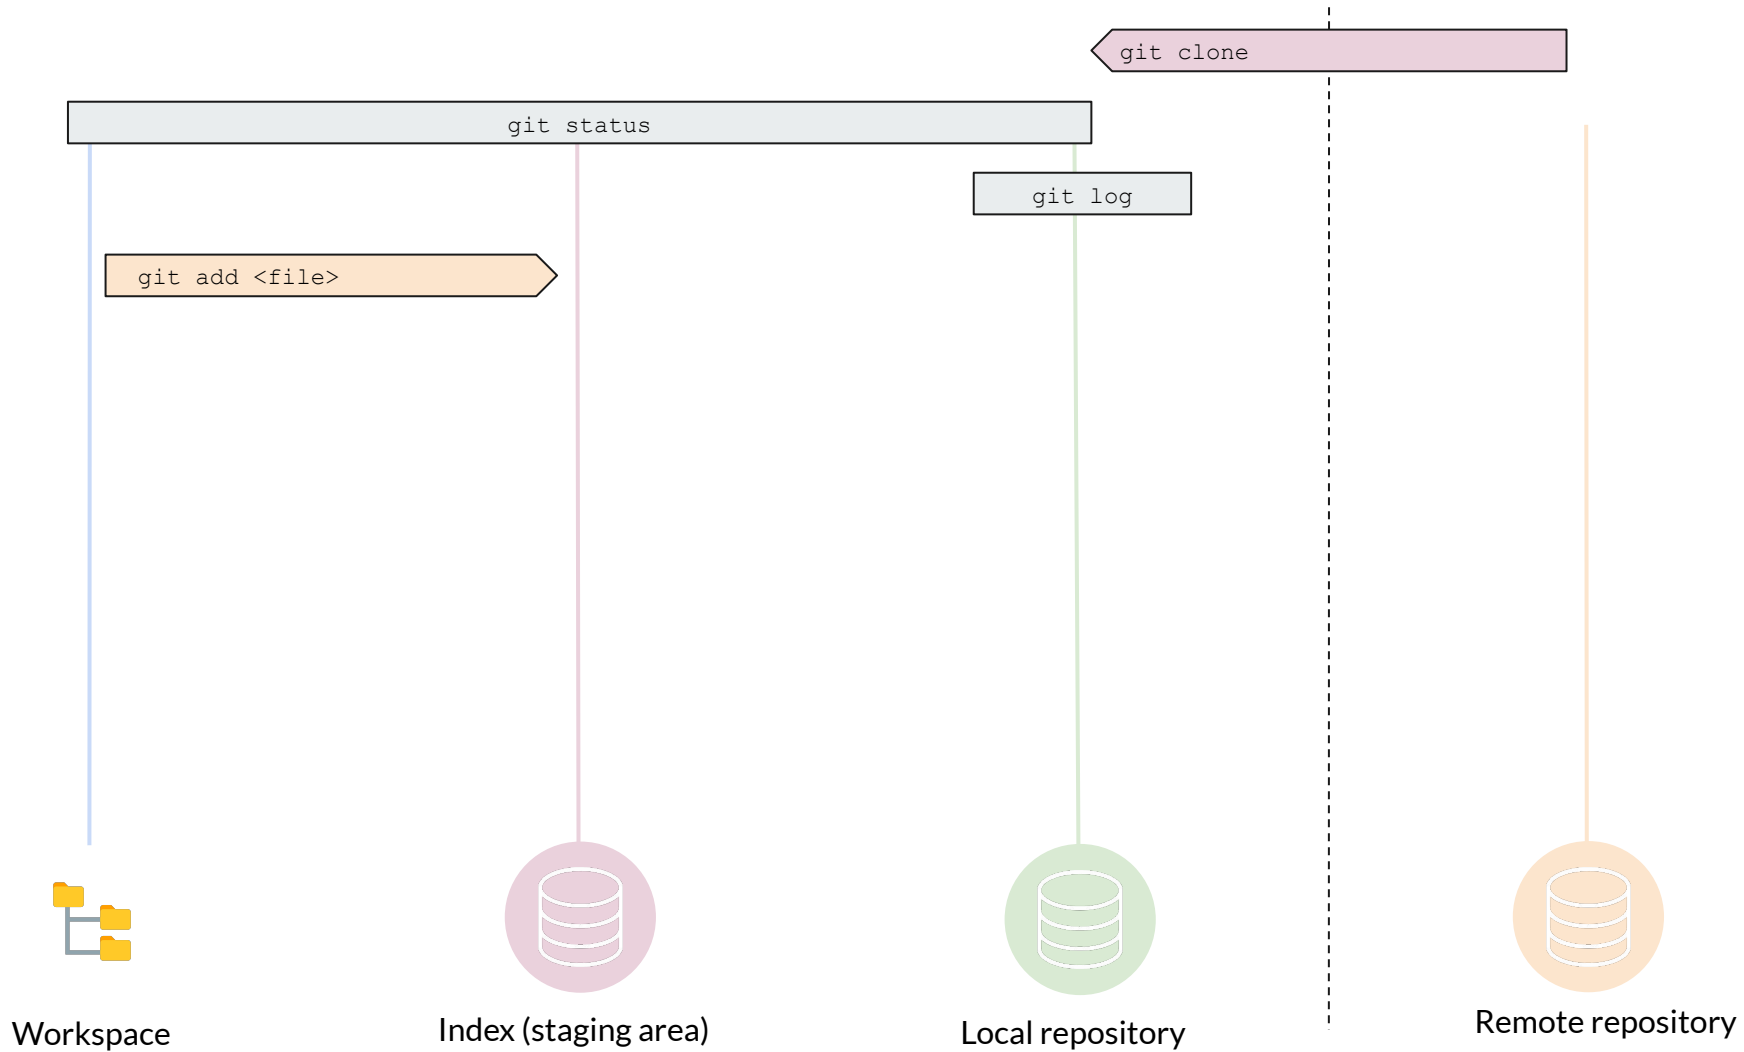 git clone
git status
git log
git add <file>
Workspace
Index (staging area)
Local repository
Remote repository